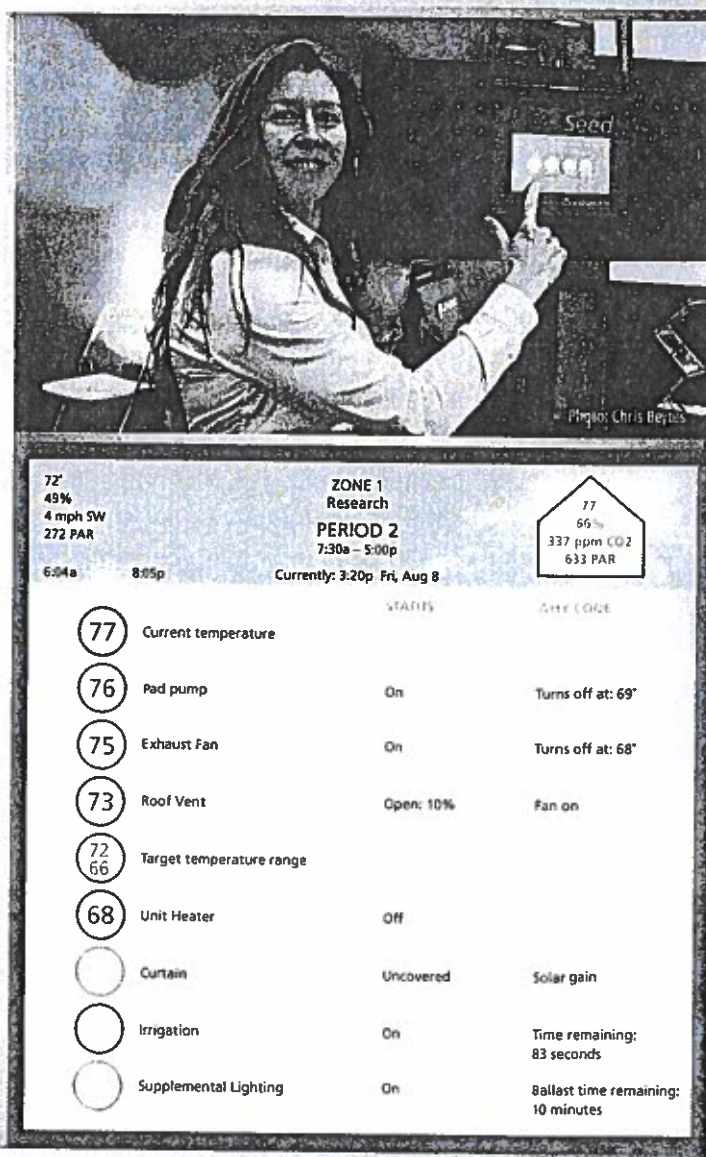 Seed
Photo: Chris Beytes
72°
49%
4 mph SW
272 PAR
6:04a 8:05p
ZONE 1
Research
PERIOD 2
7:30a – 5:00p
Currently: 3:20p Fri, Aug 8
77
66%
337 ppm CO2
633 PAR
STATUS
77 Current temperature
76 Pad pump On Turns off at: 69°
75 Exhaust Fan On Turns off at: 68°
73 Roof Vent Open: 10% Fan on
72
66 Target temperature range
68 Unit Heater Off
Curtain Uncovered Solar gain
Irrigation On Time remaining:
83 seconds
Supplemental Lighting On Ballast time remaining:
10 minutes